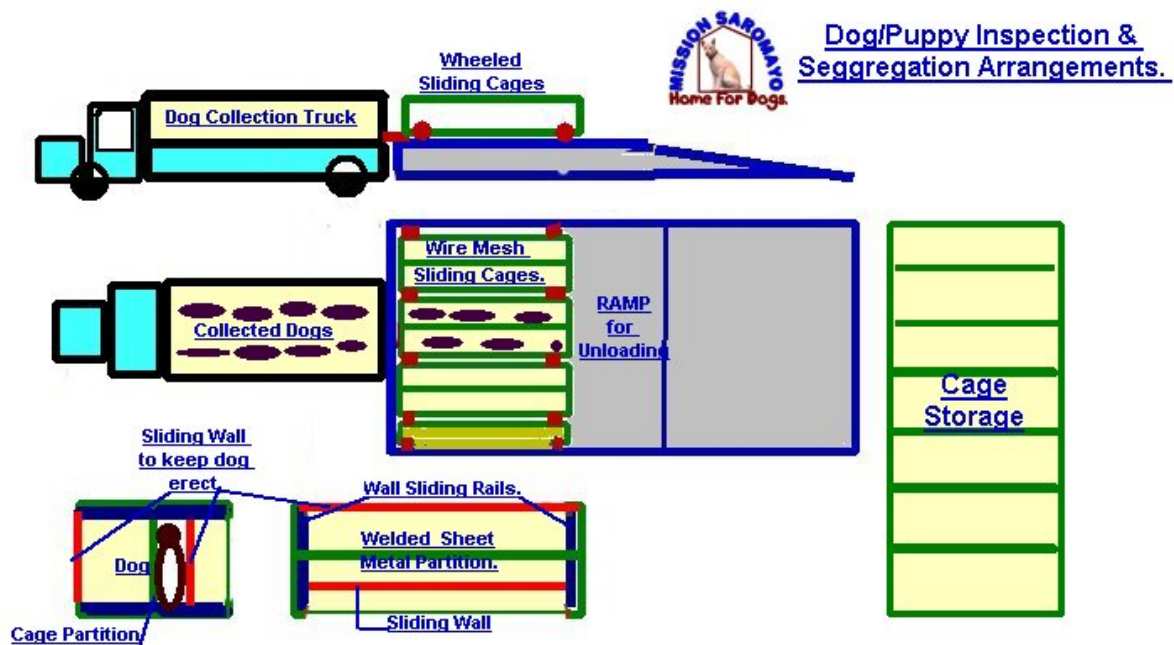 MISSION SAROMAYO
Home For Dogs.
Dog/Puppy Inspection &
Seggregation Arrangements.
Wheeled
Sliding Cages
Dog Collection Truck
Wire Mesh
Sliding Cages.
Collected Dogs
RAMP
for
Unloading
Cage
Storage
Sliding Wall
to keep dog
erect
Wall Sliding Rails.
Welded Sheet
Metal Partition.
Dog
Sliding Wall
Cage Partition